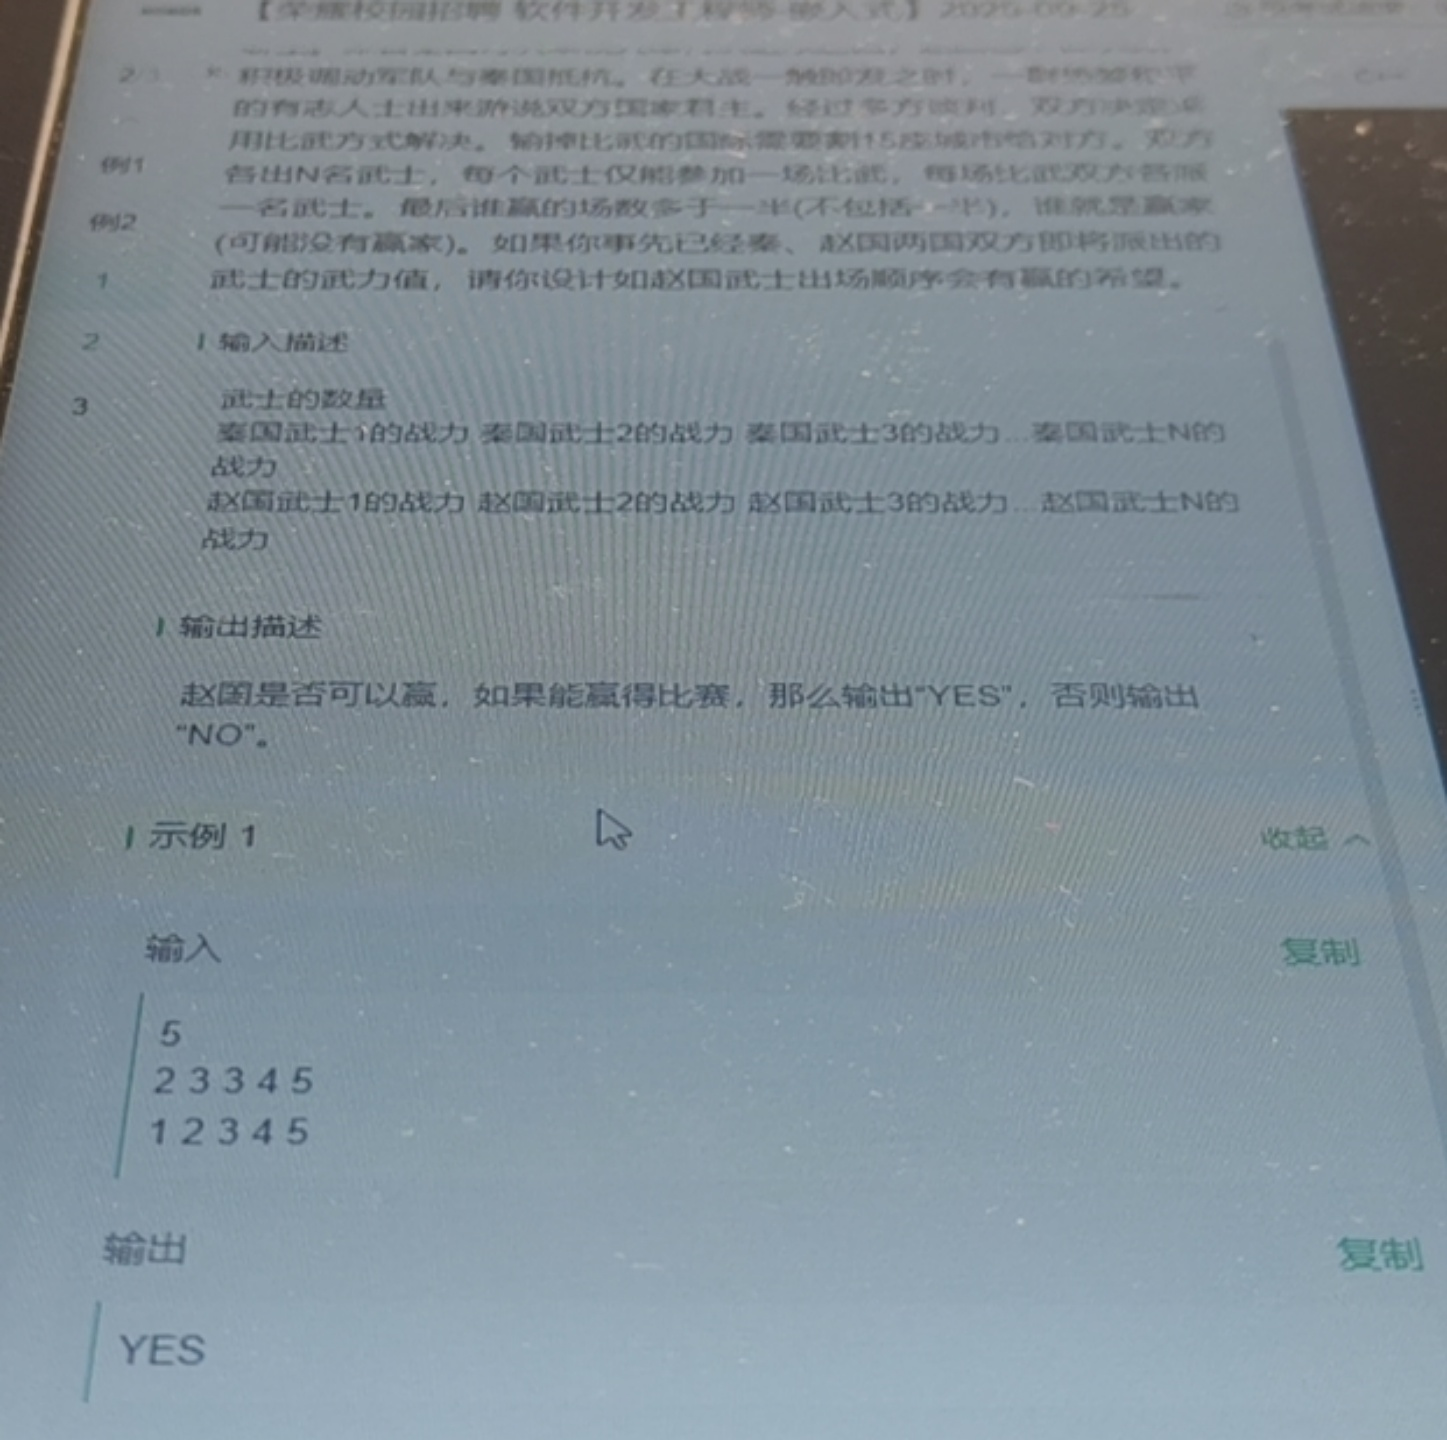 【荣耀校园招聘 软件开发工程师-嵌入式】 2025-09-25
2/3 积极调动军队与秦国抵抗。在大战一触即发之时，
的有志人士出来游说双方国家君主。经过多方谈判，双方决定采
用比武方式解决。输掉比武的国际需要割15座城市给对方。双方
例1
各出N名武士，每个武士仅能参加一场比武，每场比武双方各派
例2
一名武士。最后谁赢的场数多于一半(不包括一半)，谁就是赢家
(可能没有赢家)。如果你事先已经秦、赵国两国双方即将派出的
1
武士的武力值，请你设计如赵国武士出场顺序会有赢的希望。
2
输入描述
3
武士的数量
秦国武士1的战力 秦国武士2的战力 秦国武士3的战力...秦国武士N的
战力
赵国武士1的战力 赵国武士2的战力 赵国武士3的战力...赵国武士N的
战力
输出描述
赵国是否可以赢，如果能赢得比赛，那么输出“YES”，否则输出
“NO”。
示例 1
收起
输入
复制
5
2 3 3 4 5
1 2 3 4 5
输出
复制
YES